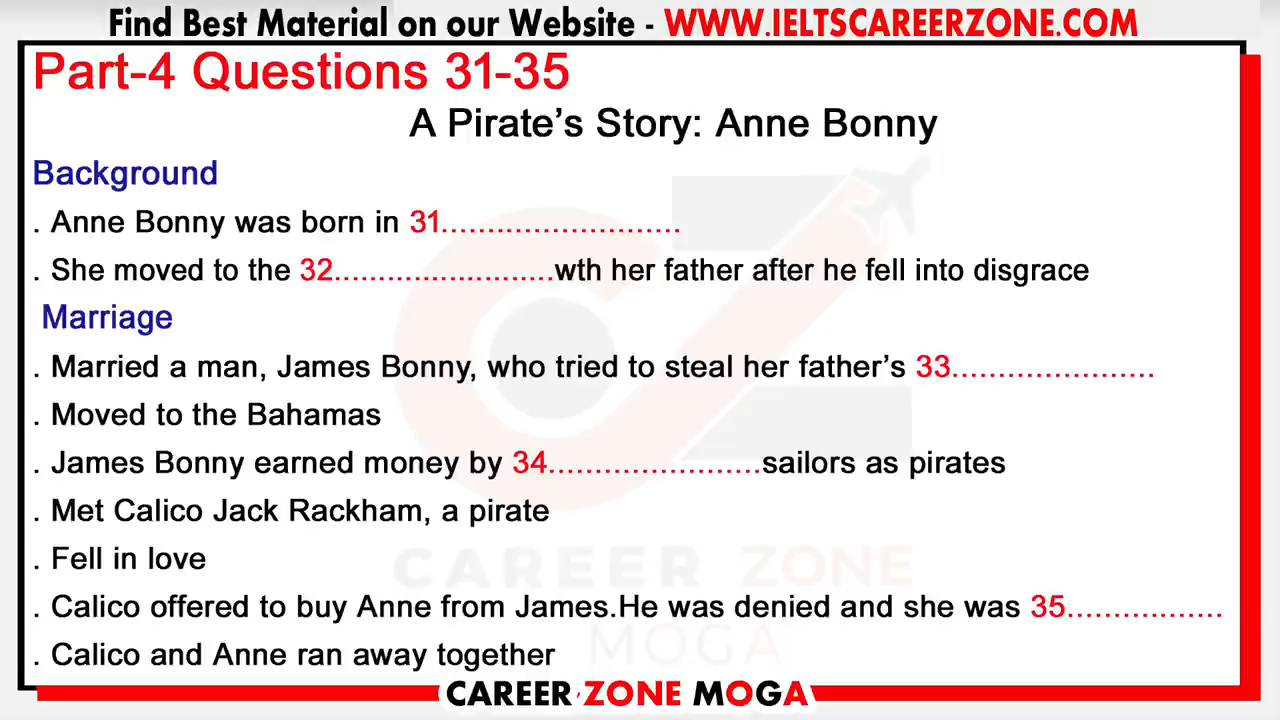 Find Best Material on our Website - WWW.IELTSCAREERZONE.COM
Part-4 Questions 31-35
A Pirate's Story: Anne Bonny
Background
. Anne Bonny was born in 31..........................
. She moved to the 32........................wth her father after he fell into disgrace
Marriage
. Married a man, James Bonny, who tried to steal her father's 33......................
. Moved to the Bahamas
. James Bonny earned money by 34.......................sailors as pirates
. Met Calico Jack Rackham, a pirate
. Fell in love
CAREER ZONE
. Calico offered to buy Anne from James.He was denied and she was 35.................
MOGA
. Calico and Anne ran away together
CAREER ZONE MOGA